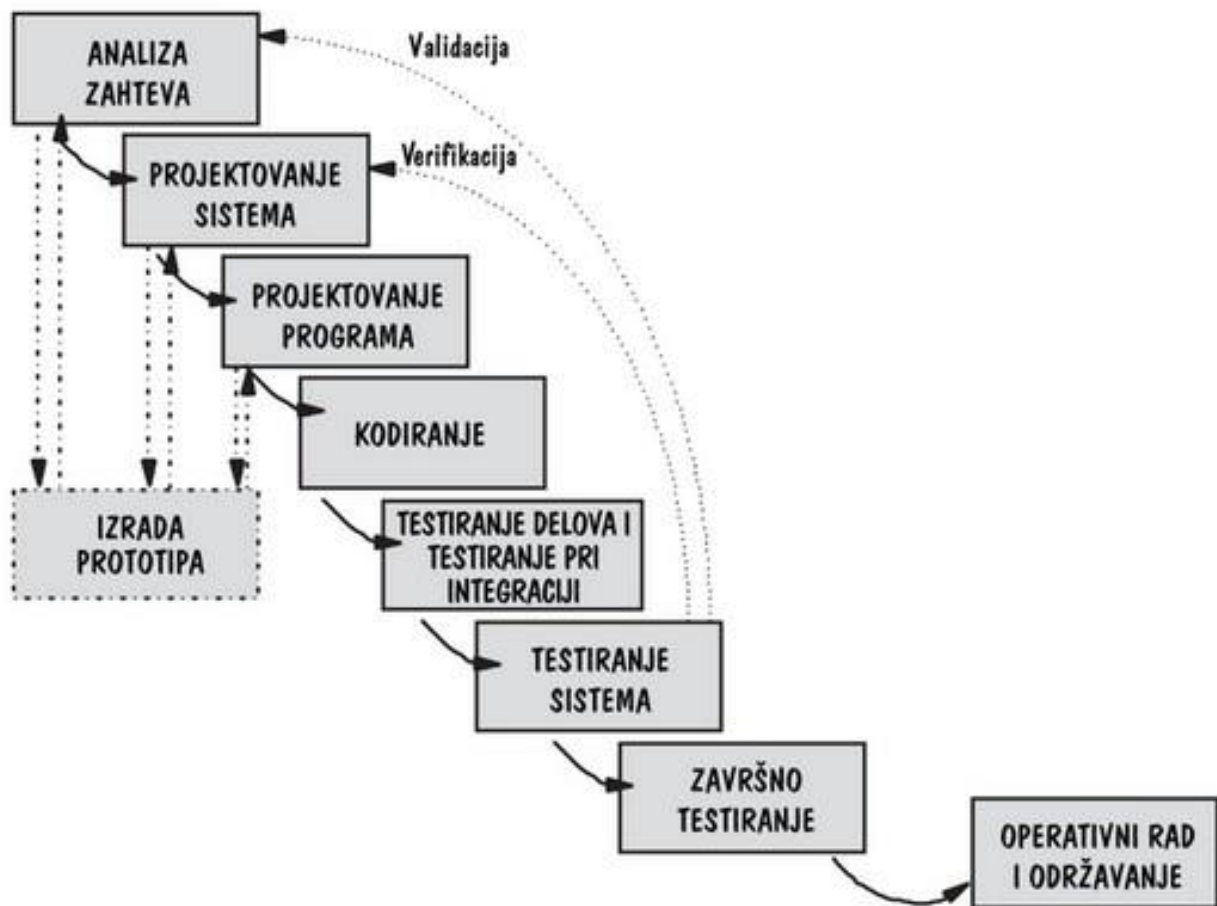 ANALIZA
ZAHTEVA
Validacija
PROJEKTOVANJE
SISTEMA
Verifikacija
PROJEKTOVANJE
PROGRAMA
KODIRANJE
IZRADA
PROTOTIPA
TESTIRANJE DELOVA I
TESTIRANJE PRI
INTEGRACIJI
TESTIRANJE
SISTEMA
ZAVRŠNO
TESTIRANJE
OPERATIVNI RAD
I ODRŽAVANJE